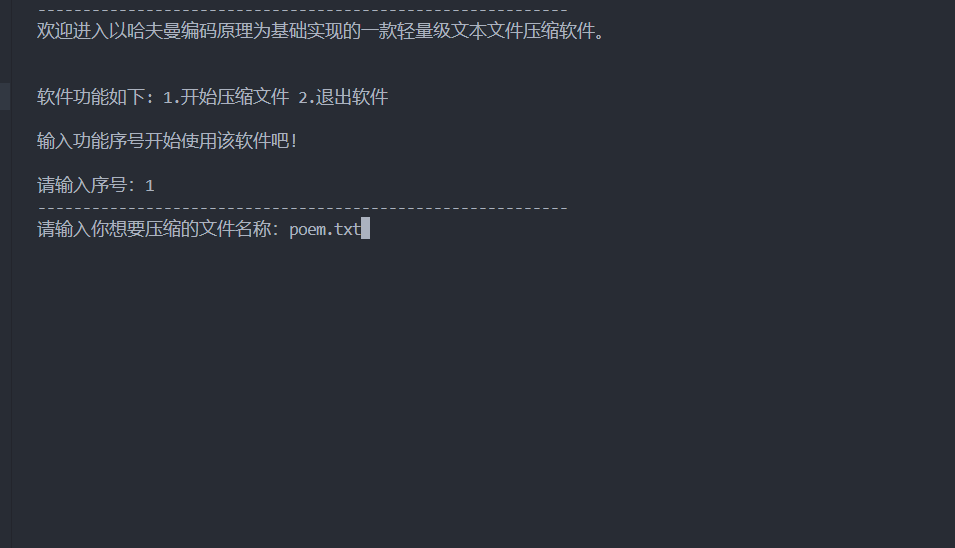 -----------------------------------------------------------
欢迎进入以哈夫曼编码原理为基础实现的一款轻量级文本文件压缩软件。
软件功能如下: 1.开始压缩文件 2.退出软件
输入功能序号开始使用该软件吧!
请输入序号: 1
-----------------------------------------------------------
请输入你想要压缩的文件名称: poem.txt